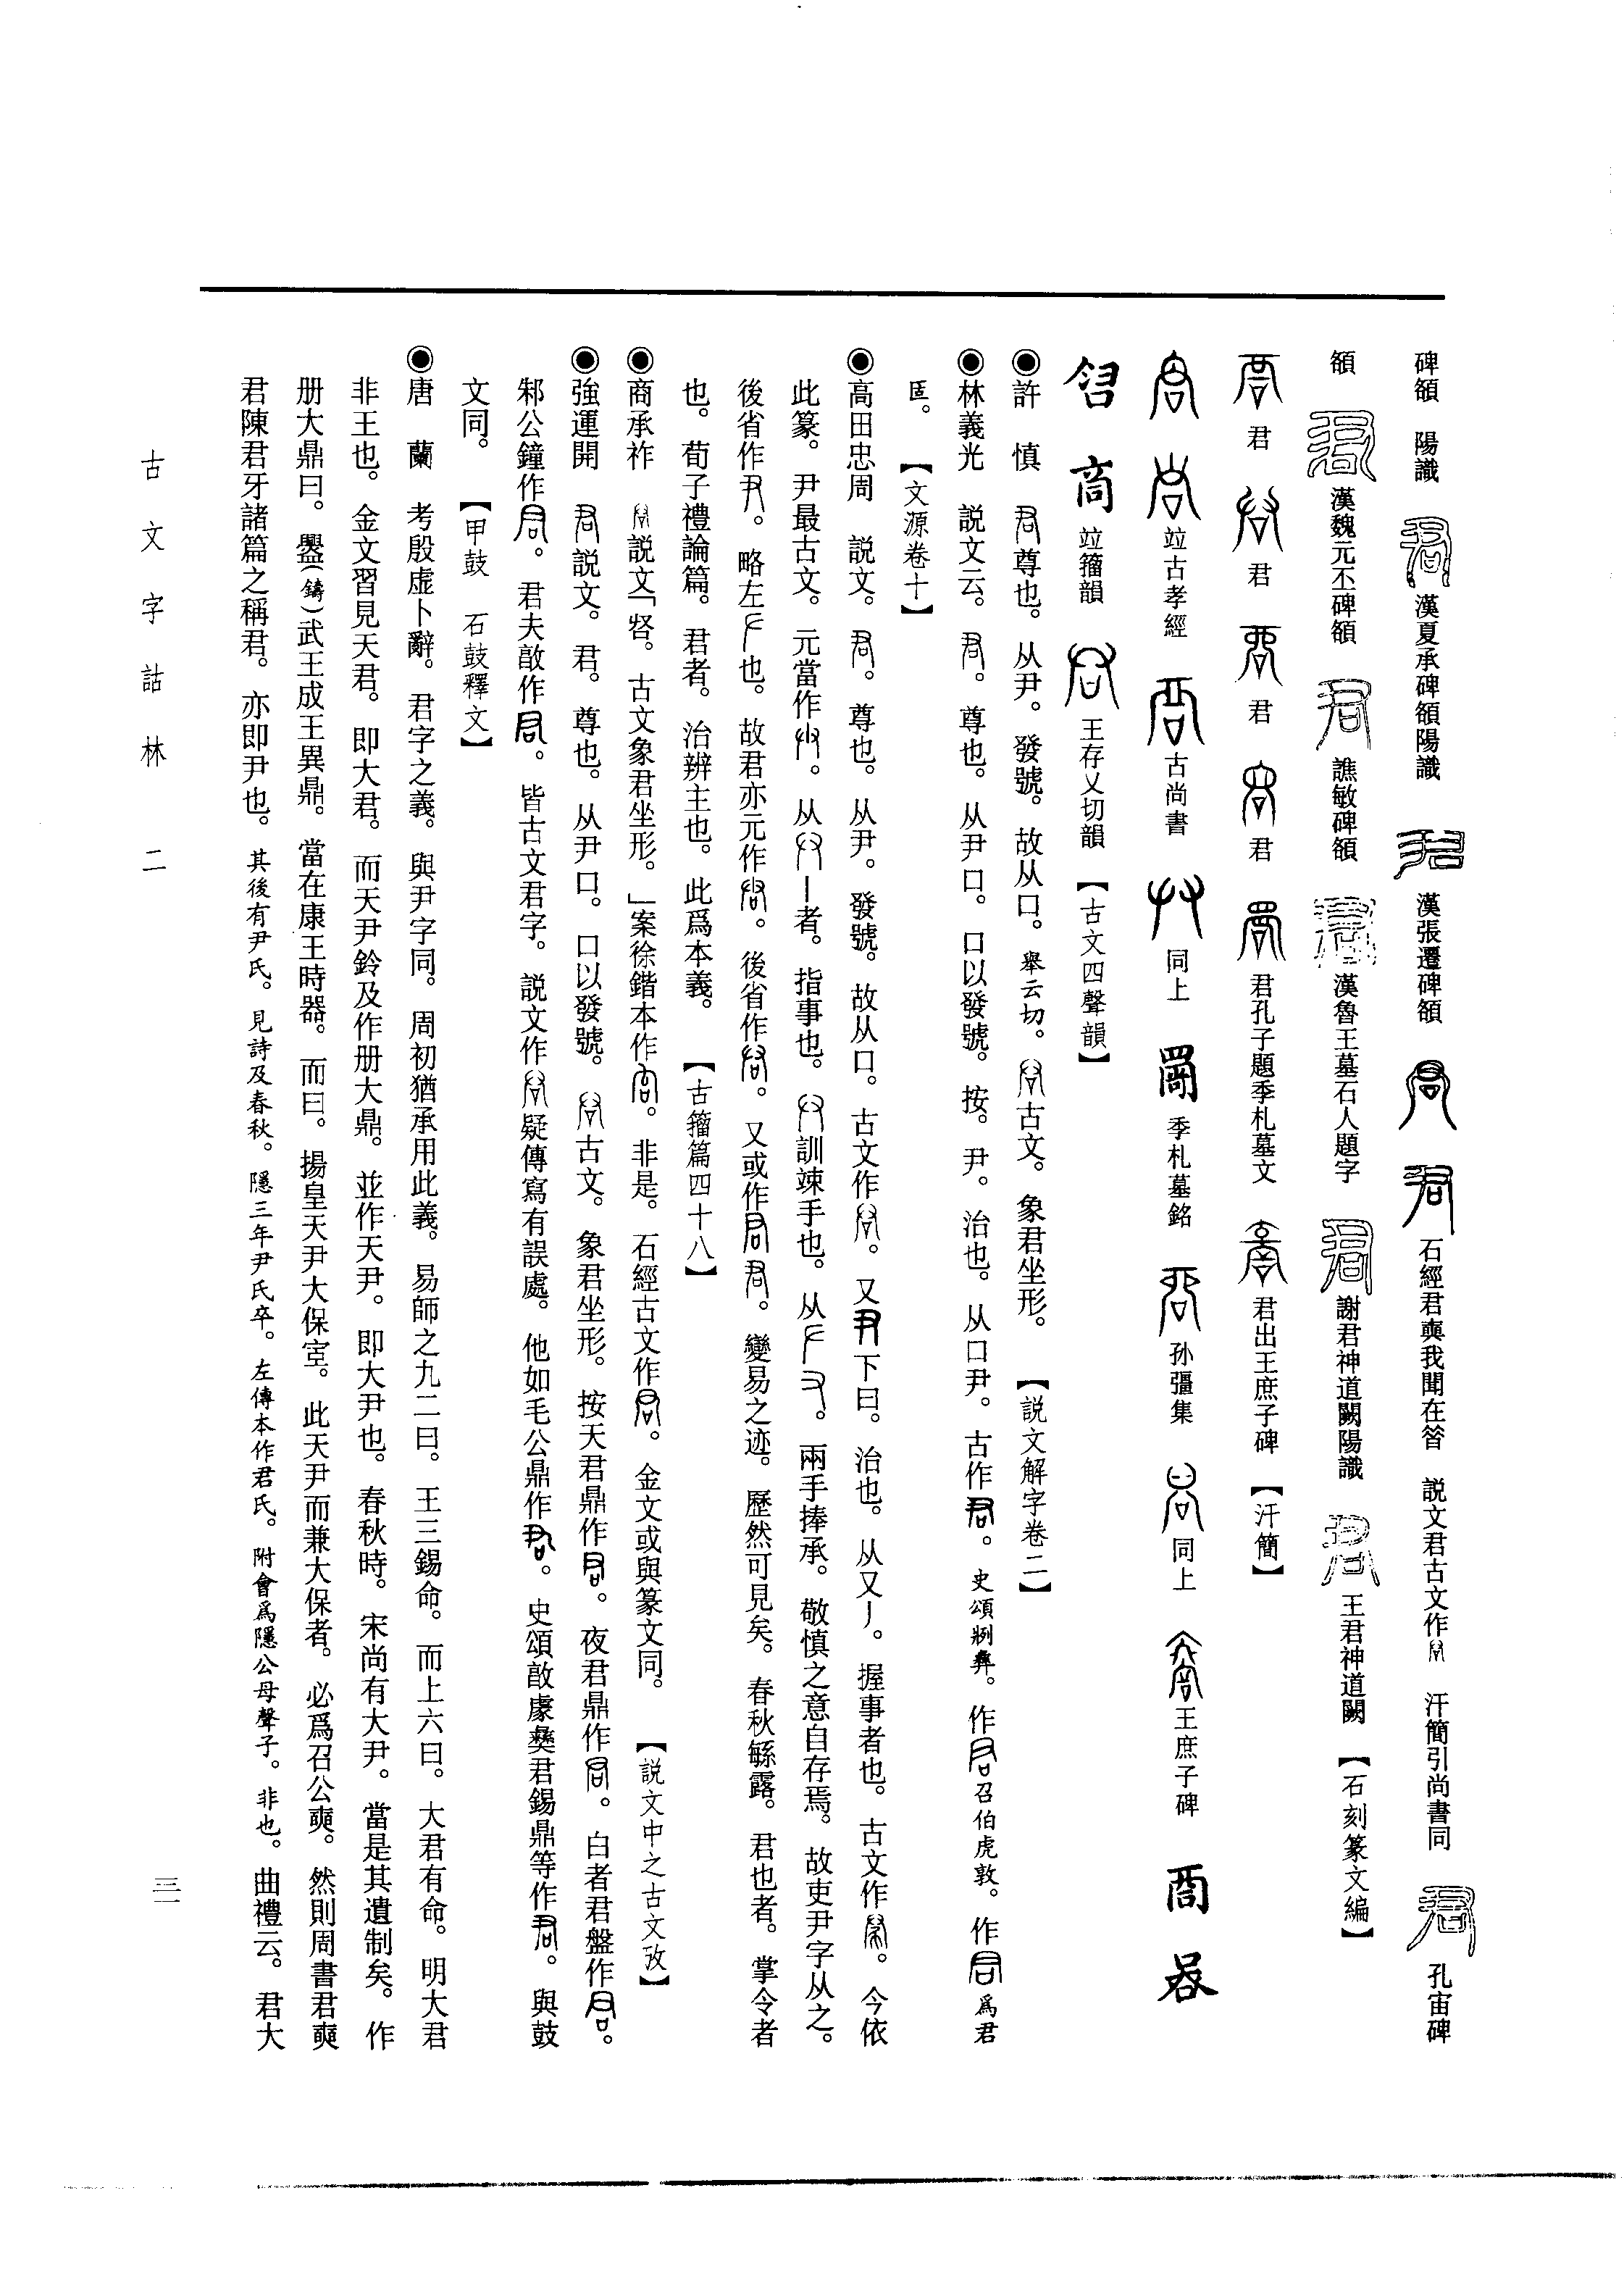 碑額　陽識　漢夏承碑額陽識　漢張遷碑額　石經君奭我聞在昝　説文君古文作　汗簡引尚書同　孔宙碑
額　漢魏元丕碑額　譙敏碑額　漢魯王墓石人題字　謝君神道闕陽識　王君神道闕　【石刻篆文編】
君　君　君　君　君孔子題季札墓文　君出王庶子碑　【汗簡】
竝古孝經　古尚書　同上　季札墓銘　孙彊集　同上　王庶子碑
竝籀韻　王存乂切韻　【古文四聲韻】
◉許　慎　君尊也。从尹。發號。故从口。舉云切。古文。象君坐形。　【説文解字卷二】
◉林義光　説文云。君。尊也。从尹口。口以發號。按。尹。治也。从口尹。古作。史頌彝。作召伯虎敦。作爲君
匡。　【文源卷十】
◉高田忠周　説文。君。尊也。从尹。發號。故从口。古文作。又下曰。治也。从又丿。握事者也。古文作。今依
此篆。尹最古文。元當作。从丨者。指事也。訓竦手也。从。兩手捧承。敬慎之意自存焉。故吏尹字从之。
後省作。略左也。故君亦元作。後省作。又或作。變易之迹。歷然可見矣。春秋繇露。君也者。掌令者
也。荀子禮論篇。君者。治辨主也。此爲本義。　【古籀篇四十八】
◉商承祚　説文「㕩。古文象君坐形。」案徐鍇本作。非是。石經古文作。金文或與篆文同。　【説文中之古文攷】
◉強運開　説文。君。尊也。从尹口。口以發號。古文。象君坐形。按天君鼎作。夜君鼎作。白者君盤作。
邾公鐘作。君夫敨作。皆古文君字。説文作疑傳寫有誤處。他如毛公鼎作。史頌敨豦彝君錫鼎等作。與鼓
文同。　【甲鼓　石鼓釋文】
◉唐　蘭　考殷虚卜辭。君字之義。與尹字同。周初猶承用此義。易師之九二曰。王三錫命。而上六曰。大君有命。明大君
非王也。金文習見天君。即大君。而天尹鈴及作册大鼎。並作天尹。即大尹也。春秋時。宋尚有大尹。當是其遺制矣。作
册大鼎曰。（鑄）武王成王異鼎。當在康王時器。而曰。揚皇天尹大保室。此天尹而兼大保者。必爲召公奭。然則周書君奭
君陳君牙諸篇之稱君。亦即尹也。其後有尹氏。見詩及春秋。隱三年尹氏卒。左傳本作君氏。附會爲隱公母聲子。非也。曲禮云。君大
古文字詁林　二
三一